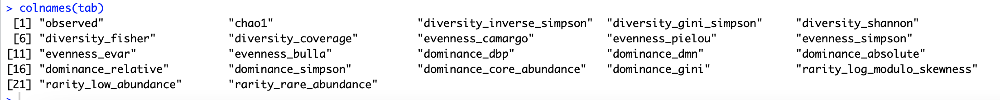 > colnames(tab)
[1] "observed" "chao1" "diversity_inverse_simpson" "diversity_gini_simpson" "diversity_shannon"
[6] "diversity_fisher" "diversity_coverage" "evenness_camargo" "evenness_pielou" "evenness_simpson"
[11] "evenness_evar" "evenness_bulla" "dominance_dbp" "dominance_dmn" "dominance_absolute"
[16] "dominance_relative" "dominance_simpson" "dominance_core_abundance" "dominance_gini" "rarity_log_modulo_skewness"
[21] "rarity_low_abundance" "rarity_rare_abundance"
>